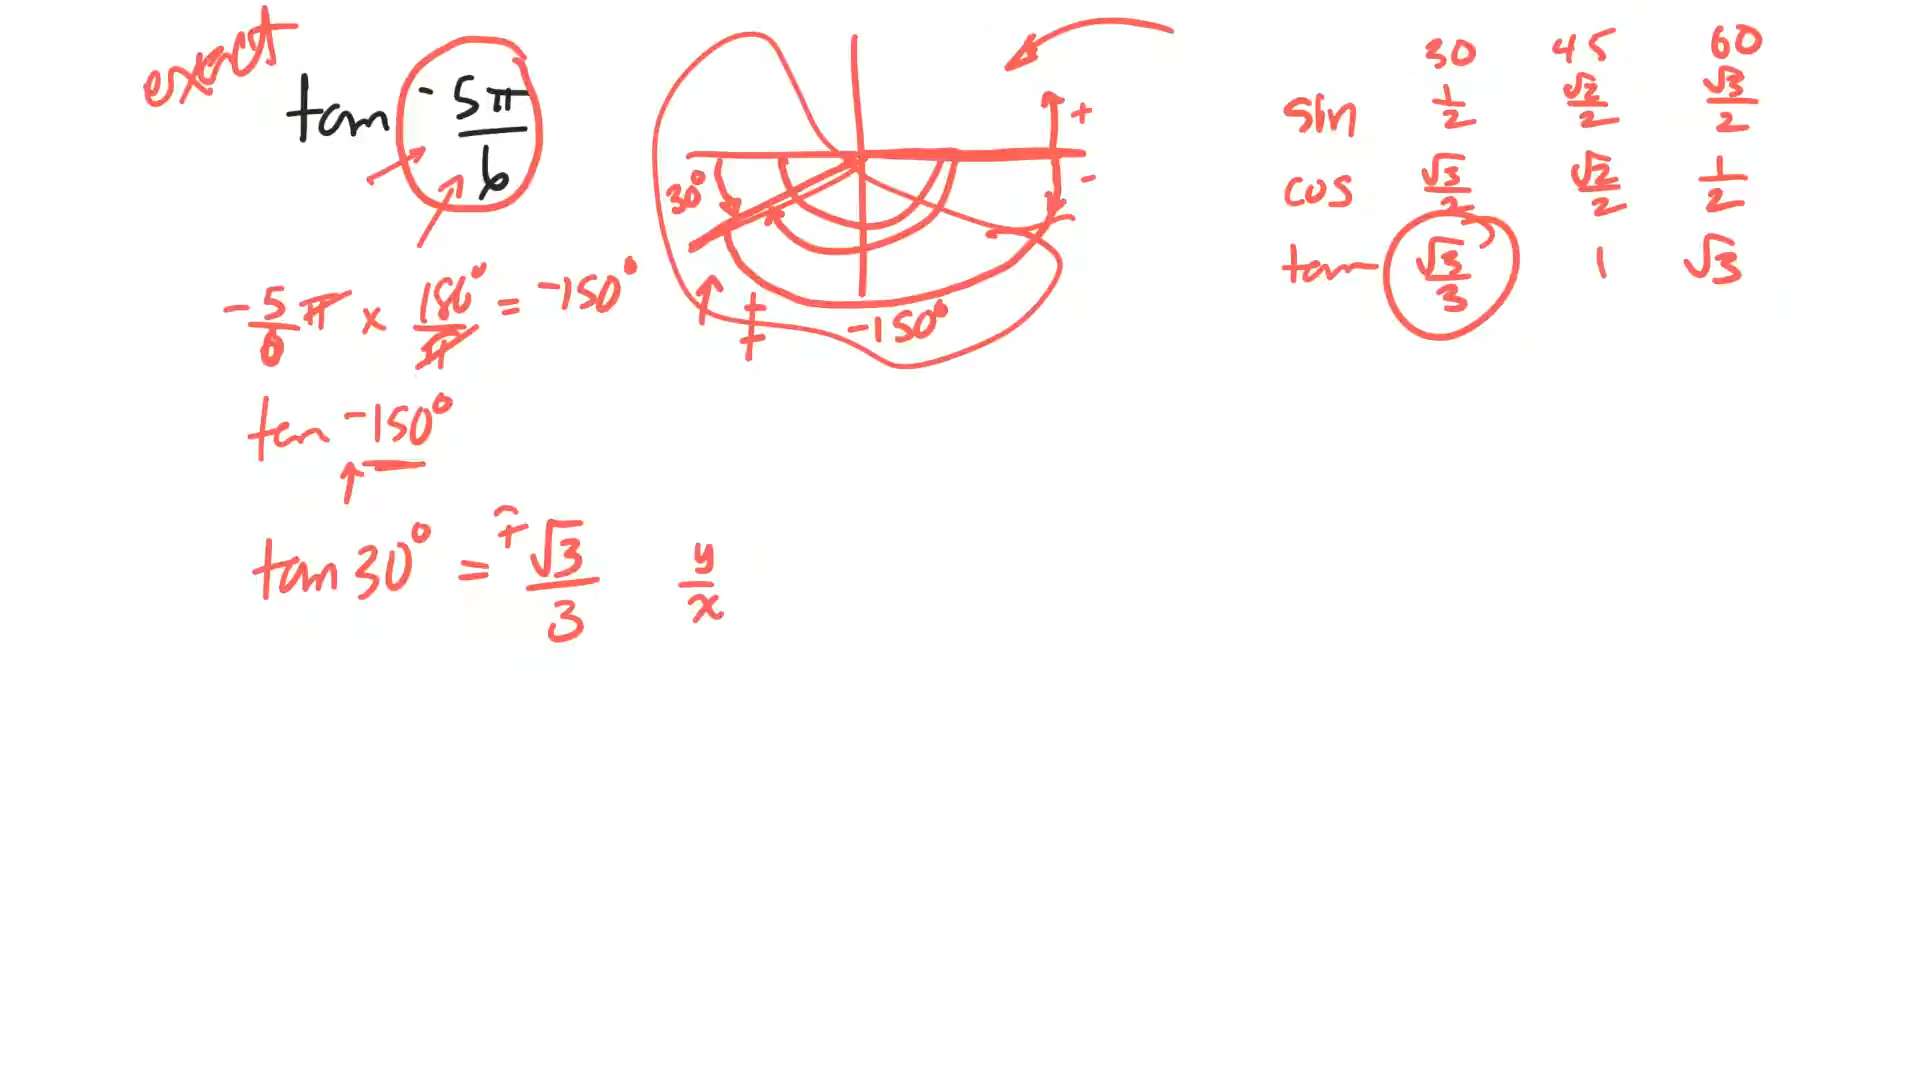 exact
tan -5π/6
-5/6 π x 180°/π = -150°
tan -150°
tan 30° = +√3/3 y/x
+
-
30°
-150°
30 45 60
sin 1/2 √2/2 √3/2
cos √3/2 √2/2 1/2
tan √3/3 1 √3